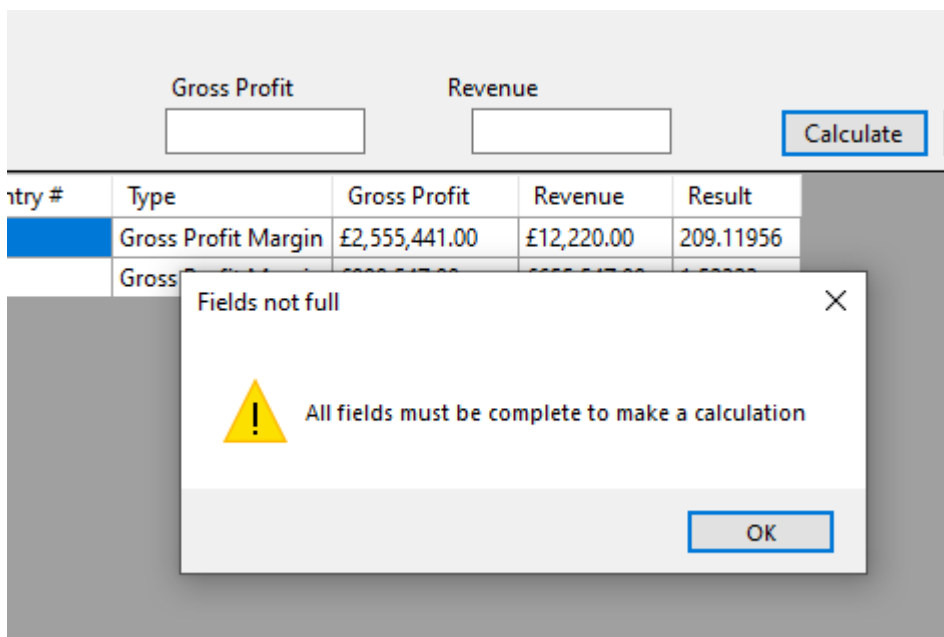 Gross Profit Revenue
Calculate
ntry # Type Gross Profit Revenue Result
Gross Profit Margin £2,555,441.00 £12,220.00 209.11956
Gross
Fields not full
All fields must be complete to make a calculation
OK